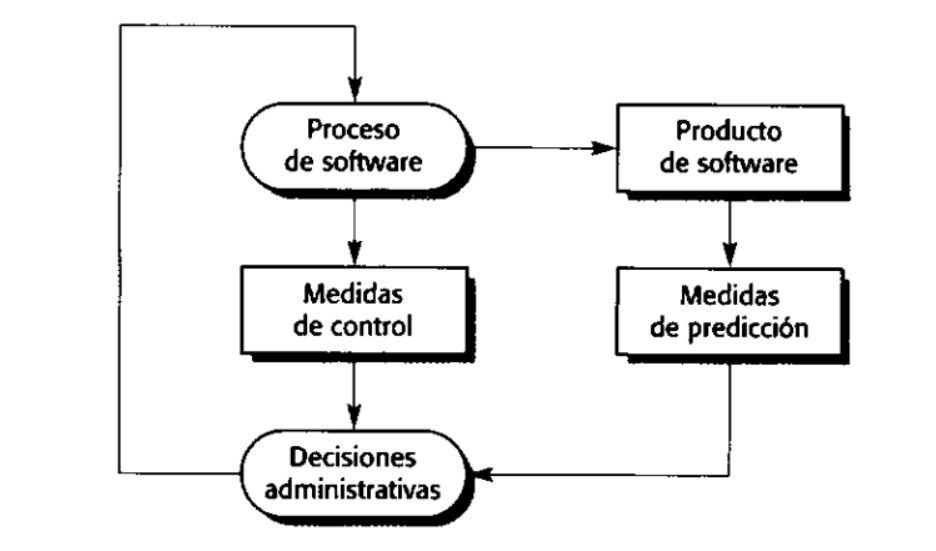 Proceso
de software
Producto
de software
Medidas
de control
Medidas
de predicción
Decisiones
administrativas